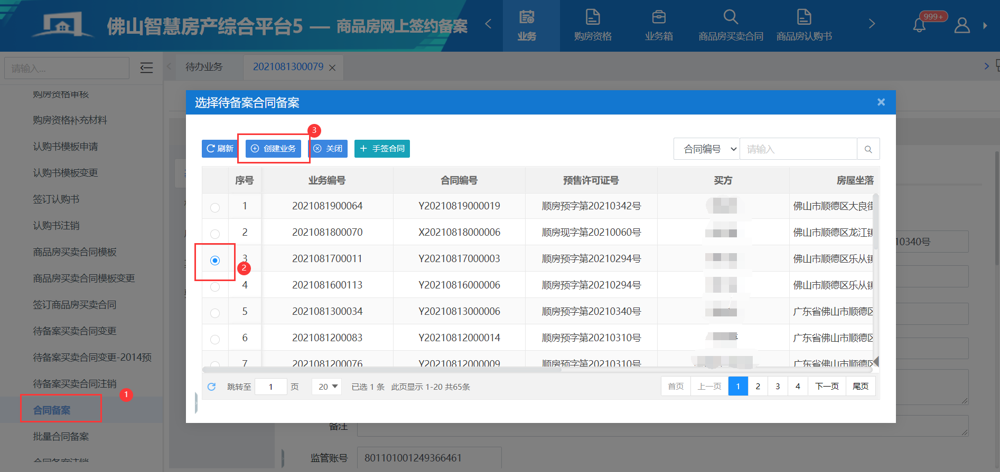 佛山智慧房产综合平台5 — 商品房网上签约备案
业务
购房资格
业务箱
商品房买卖合同
商品房认购书
999+
请输入...
待办业务
2021081300079
购房资格审核
购房资格补充材料
认购书模板申请
认购书模板变更
签订认购书
认购书注销
商品房买卖合同模板
商品房买卖合同模板变更
签订商品房买卖合同
待备案买卖合同变更
待备案买卖合同变更-2014预
待备案买卖合同注销
1
合同备案
批量合同备案
合同备案注销
选择待备案合同备案
3
刷新 创建业务 关闭 手签合同
合同编号 请输入
序号 业务编号 合同编号 预售许可证号 买方 房屋坐落
1 2021081900064 Y20210819000019 顺房预字第20210342号 佛山市顺德区大良街
2 2021081800070 X20210818000006 顺房现字第20210060号 佛山市顺德区龙江镇
3 2021081700011 Y20210817000003 顺房预字第20210294号 佛山市顺德区乐从镇
2
4 2021081600113 Y20210816000006 顺房预字第20210294号 佛山市顺德区乐从镇
5 2021081300034 Y20210813000006 顺房预字第20210340号 广东省佛山市顺德区
6 2021081200083 Y20210812000014 顺房预字第20210310号 广东省佛山市顺德区
7 2021081200076 Y20210812000009 顺房预字第20210310号 广东省佛山市顺德区
跳转至 1 页 20 已选 1 条 此页显示 1-20 共65条
首页 上一页 1 2 3 4 下一页 尾页
10340号
备注
监管账号 801101001249366461